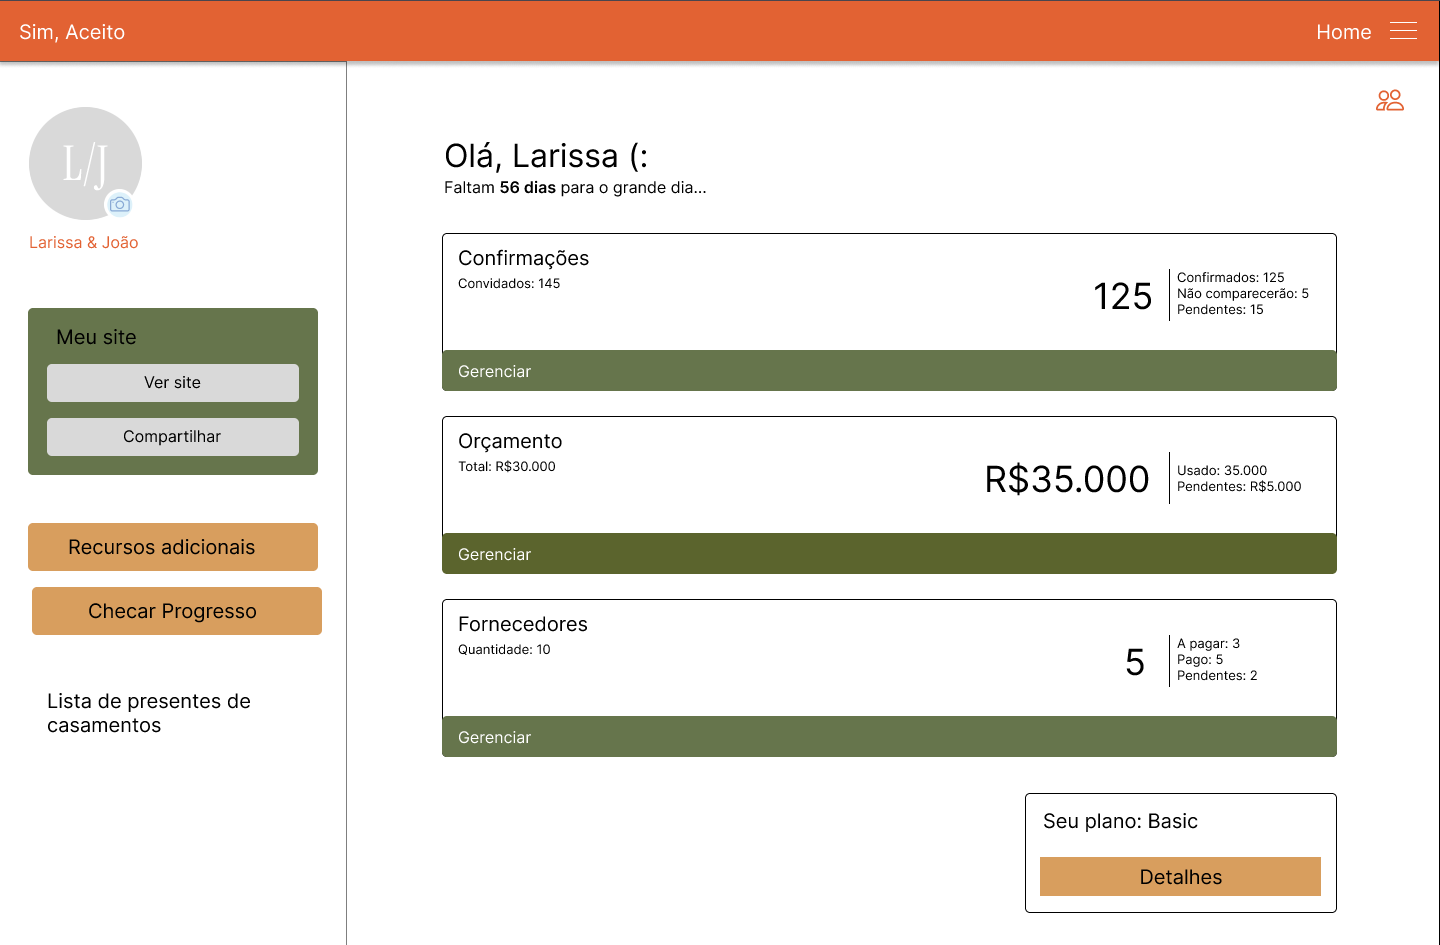 Sim, Aceito
Home
L/J
Larissa & João
Meu site
Ver site
Compartilhar
Recursos adicionais
Checar Progresso
Lista de presentes de
casamentos
Olá, Larissa (:
Faltam 56 dias para o grande dia...
Confirmações
Convidados: 145
125
Confirmados: 125
Não comparecerão: 5
Pendentes: 15
Gerenciar
Orçamento
Total: R$30.000
R$35.000
Usado: 35.000
Pendentes: R$5.000
Gerenciar
Fornecedores
Quantidade: 10
5
A pagar: 3
Pago: 5
Pendentes: 2
Gerenciar
Seu plano: Basic
Detalhes